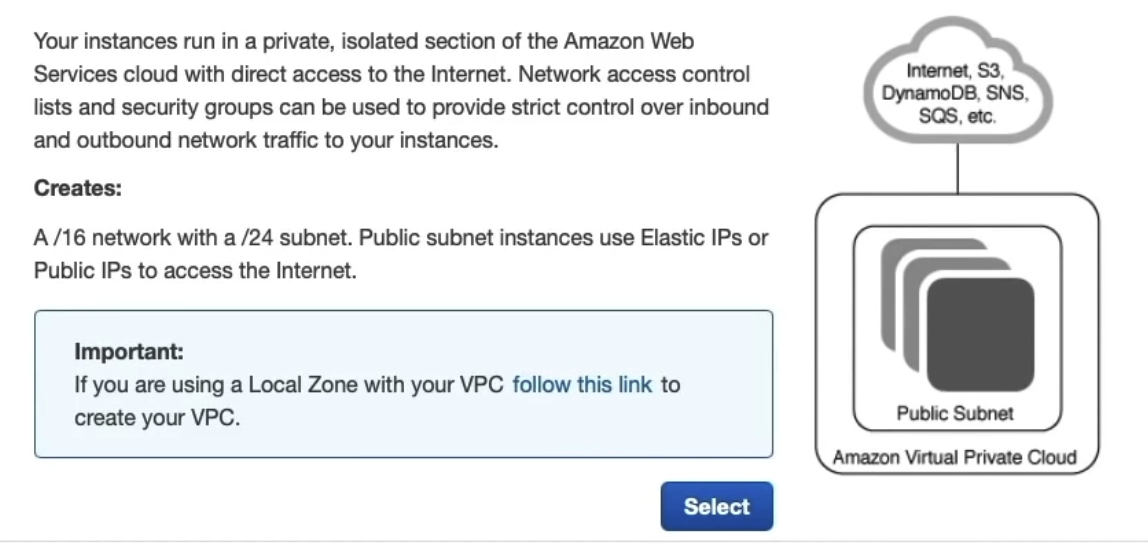 Your instances run in a private, isolated section of the Amazon Web
Services cloud with direct access to the Internet. Network access control
lists and security groups can be used to provide strict control over inbound
and outbound network traffic to your instances.
Creates:
A /16 network with a /24 subnet. Public subnet instances use Elastic IPs or
Public IPs to access the Internet.
Important:
If you are using a Local Zone with your VPC follow this link to
create your VPC.
Select
Internet, S3,
DynamoDB, SNS,
SQS, etc.
Public Subnet
Amazon Virtual Private Cloud